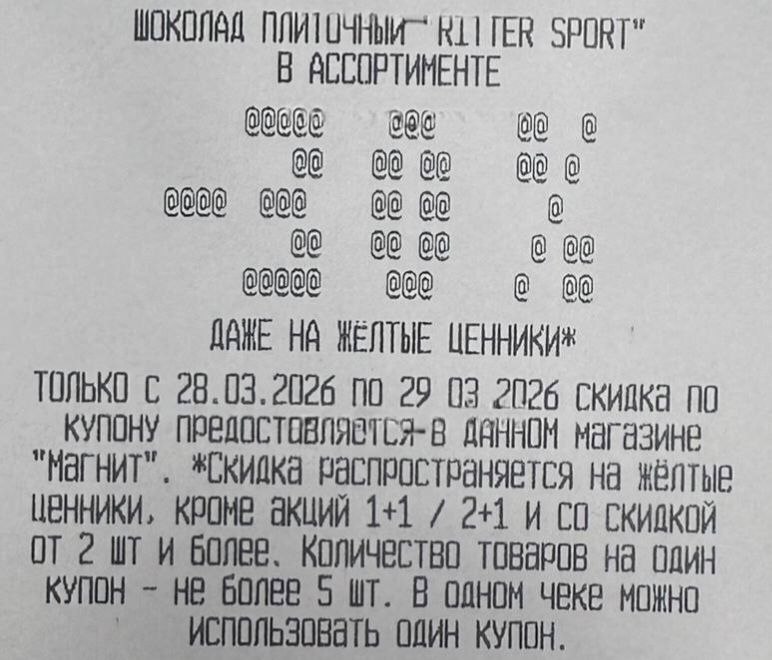 ШОКОЛАД ПЛИТОЧНЫЙ "RITTER SPORT"
В АССОРТИМЕНТЕ
-30%
ДАЖЕ НА ЖЁЛТЫЕ ЦЕННИКИ*
ТОЛЬКО С 28.03.2026 ПО 29 03 2026 СКИДКА ПО
КУПОНУ ПРЕДОСТАВЛЯЕТСЯ В ДАННОМ МАГАЗИНЕ
"МАГНИТ". *СКИДКА РАСПРОСТРАНЯЕТСЯ НА ЖЁЛТЫЕ
ЦЕННИКИ, КРОМЕ АКЦИЙ 1+1 / 2+1 И СО СКИДКОЙ
ОТ 2 ШТ И БОЛЕЕ. КОЛИЧЕСТВО ТОВАРОВ НА ОДИН
КУПОН - НЕ БОЛЕЕ 5 ШТ. В ОДНОМ ЧЕКЕ МОЖНО
ИСПОЛЬЗОВАТЬ ОДИН КУПОН.